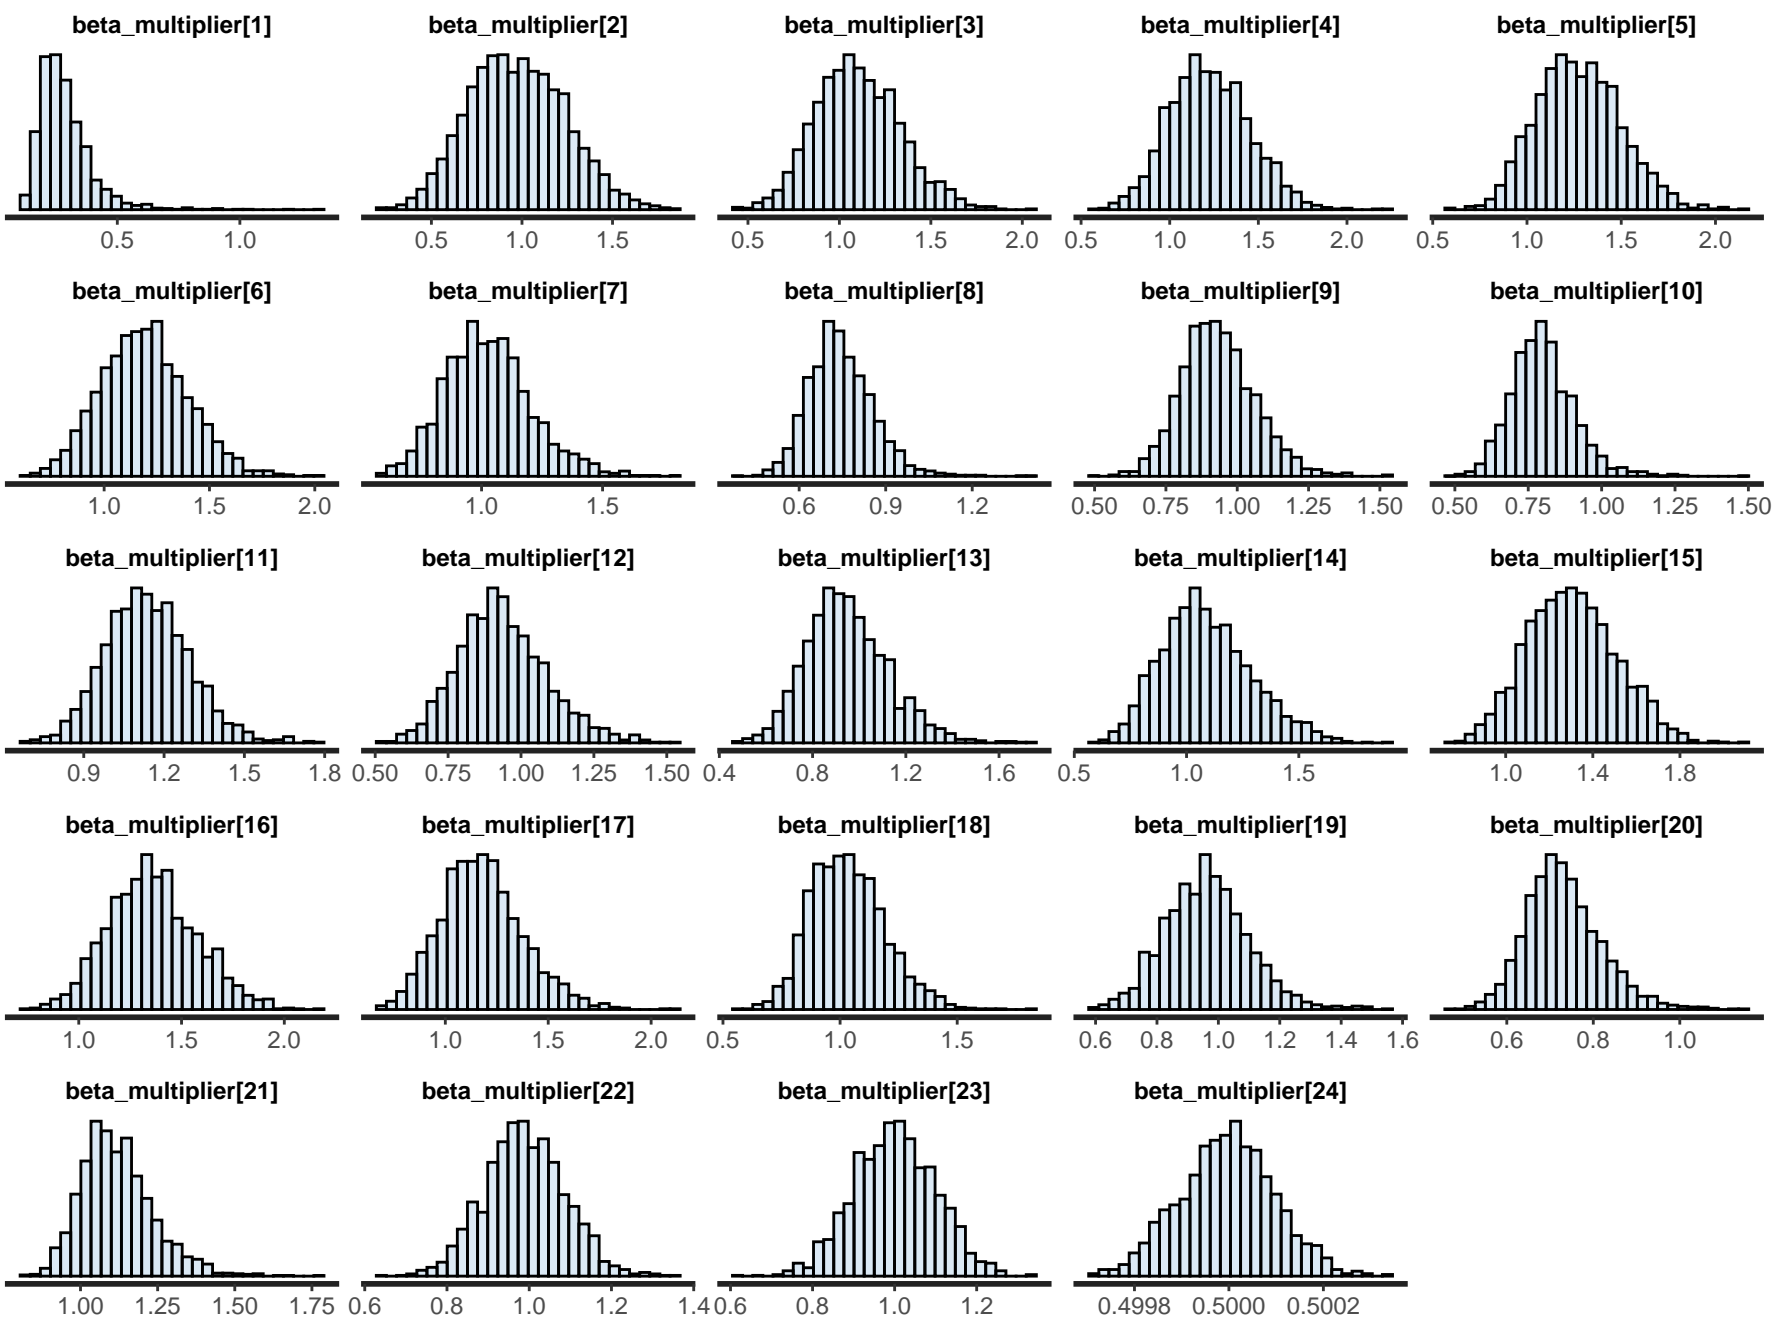 beta_multiplier[1] beta_multiplier[2] beta_multiplier[3] beta_multiplier[4] beta_multiplier[5]
0.5 1.0 0.5 1.0 1.5 0.5 1.0 1.5 2.0 0.5 1.0 1.5 2.0 0.5 1.0 1.5 2.0
beta_multiplier[6] beta_multiplier[7] beta_multiplier[8] beta_multiplier[9] beta_multiplier[10]
1.0 1.5 2.0 1.0 1.5 0.6 0.9 1.2 0.50 0.75 1.00 1.25 1.50 0.50 0.75 1.00 1.25 1.50
beta_multiplier[11] beta_multiplier[12] beta_multiplier[13] beta_multiplier[14] beta_multiplier[15]
0.9 1.2 1.5 1.8 0.50 0.75 1.00 1.25 1.50 0.4 0.8 1.2 1.6 0.5 1.0 1.5 1.0 1.4 1.8
beta_multiplier[16] beta_multiplier[17] beta_multiplier[18] beta_multiplier[19] beta_multiplier[20]
1.0 1.5 2.0 1.0 1.5 2.0 0.5 1.0 1.5 0.6 0.8 1.0 1.2 1.4 1.6 0.6 0.8 1.0
beta_multiplier[21] beta_multiplier[22] beta_multiplier[23] beta_multiplier[24]
1.00 1.25 1.50 1.75 0.6 0.8 1.0 1.2 1.4 0.6 0.8 1.0 1.2 0.4998 0.5000 0.5002